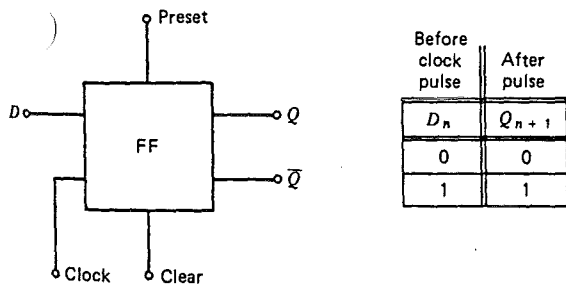 Preset
D
Q
FF
Q̅
Clock
Clear
Before clock pulse
After pulse
Dn
Qn + 1
0
0
1
1